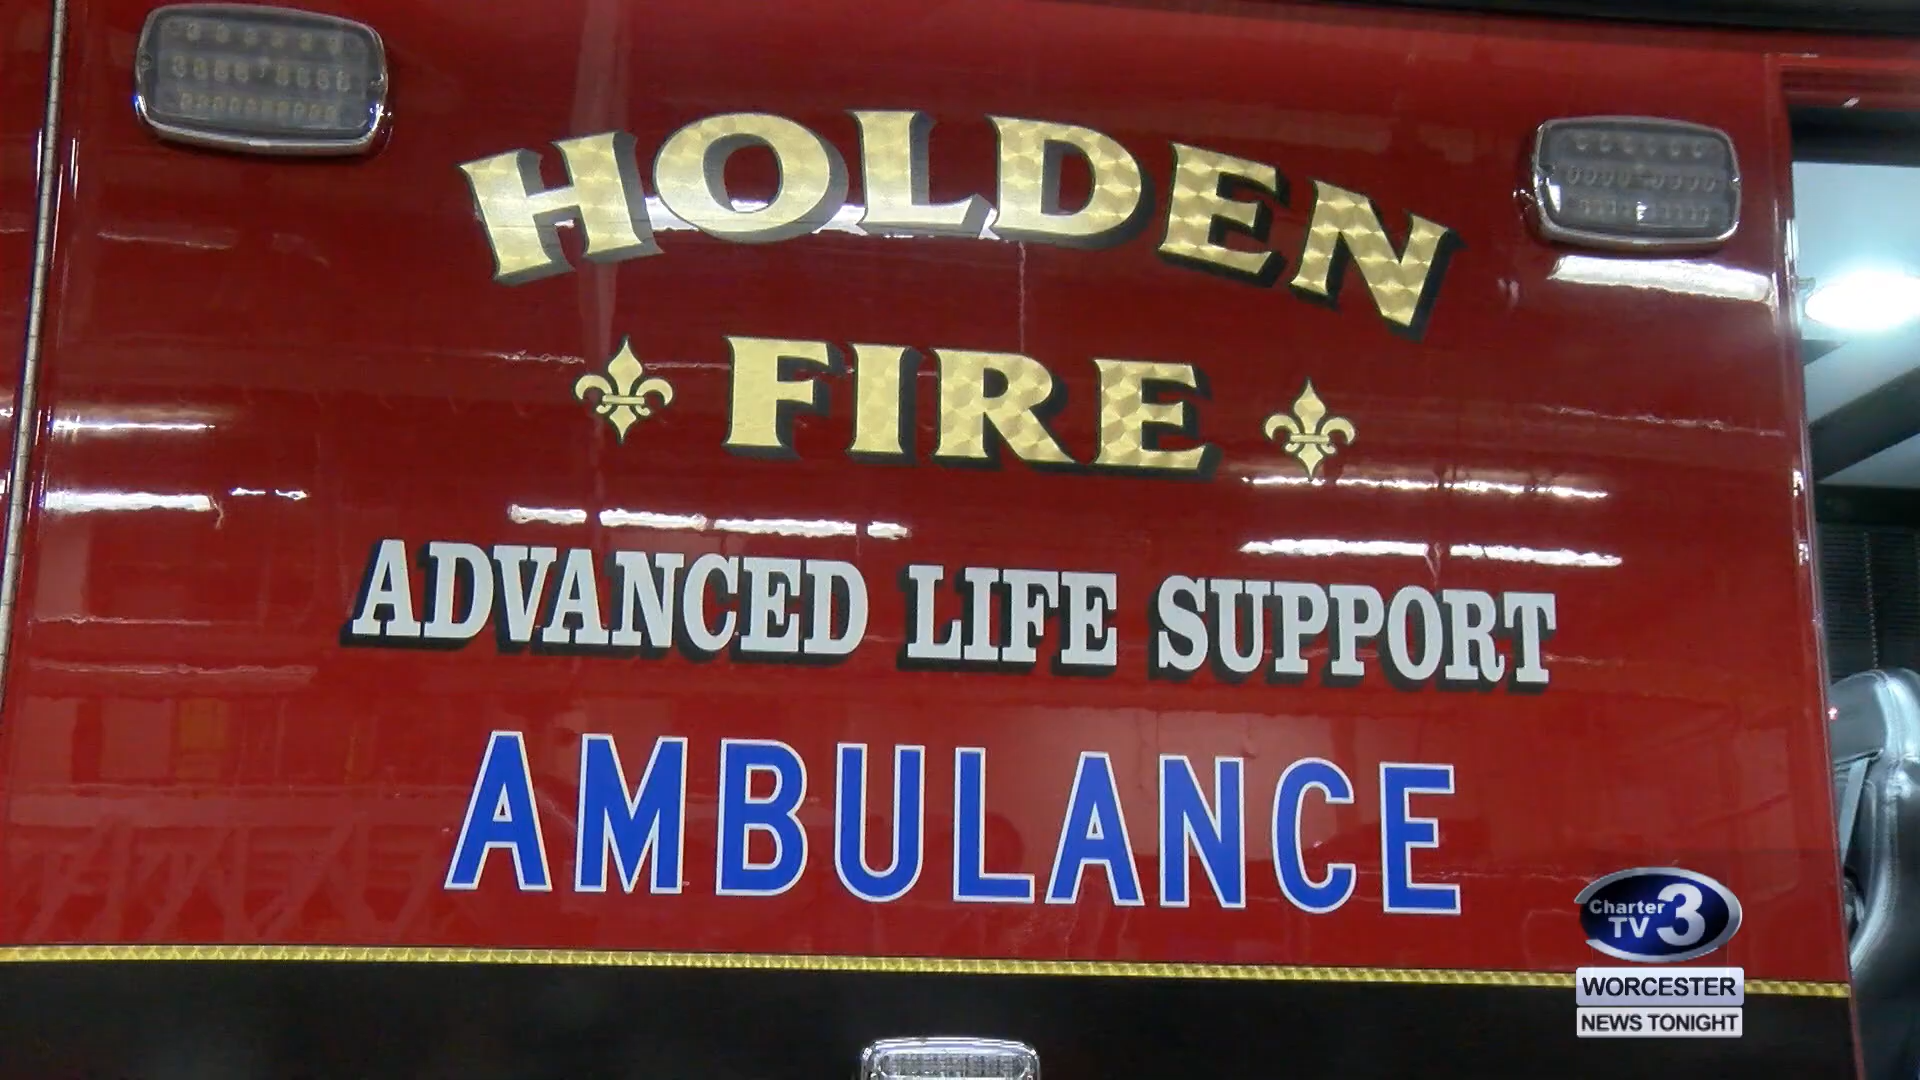 HOLDEN
FIRE
ADVANCED LIFE SUPPORT
AMBULANCE
Charter
TV 3
WORCESTER
NEWS TONIGHT